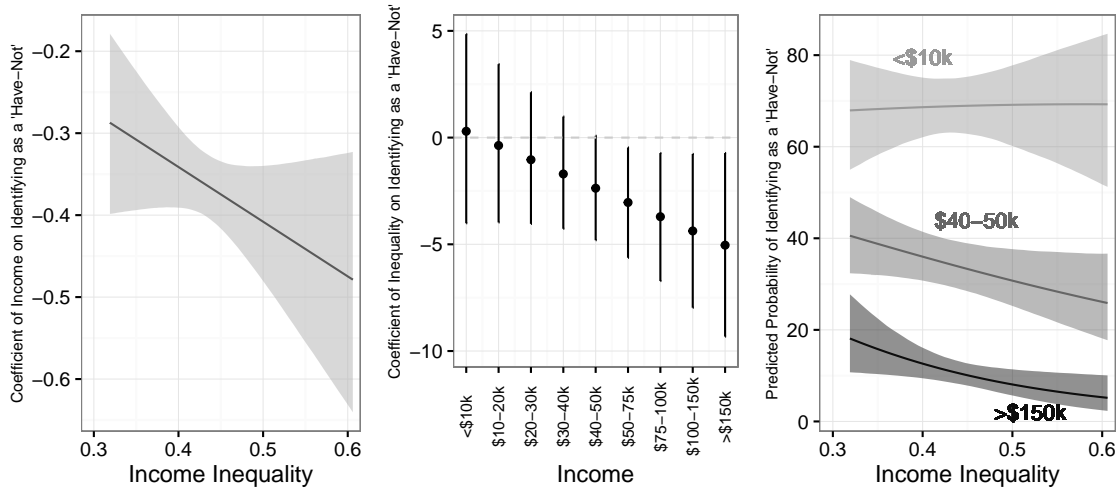 Coefficient of Income on Identifying as a 'Have−Not'
−0.2
−0.3
−0.4
−0.5
−0.6
0.3 0.4 0.5 0.6
Income Inequality
Coefficient of Inequality on Identifying as a 'Have−Not'
5
0
−5
−10
<$10k
$10−20k
$20−30k
$30−40k
$40−50k
$50−75k
$75−100k
$100−150k
>$150k
Income
Predicted Probability of Identifying as a 'Have−Not'
80
60
40
20
0
<$10k
$40−50k
>$150k
0.3 0.4 0.5 0.6
Income Inequality